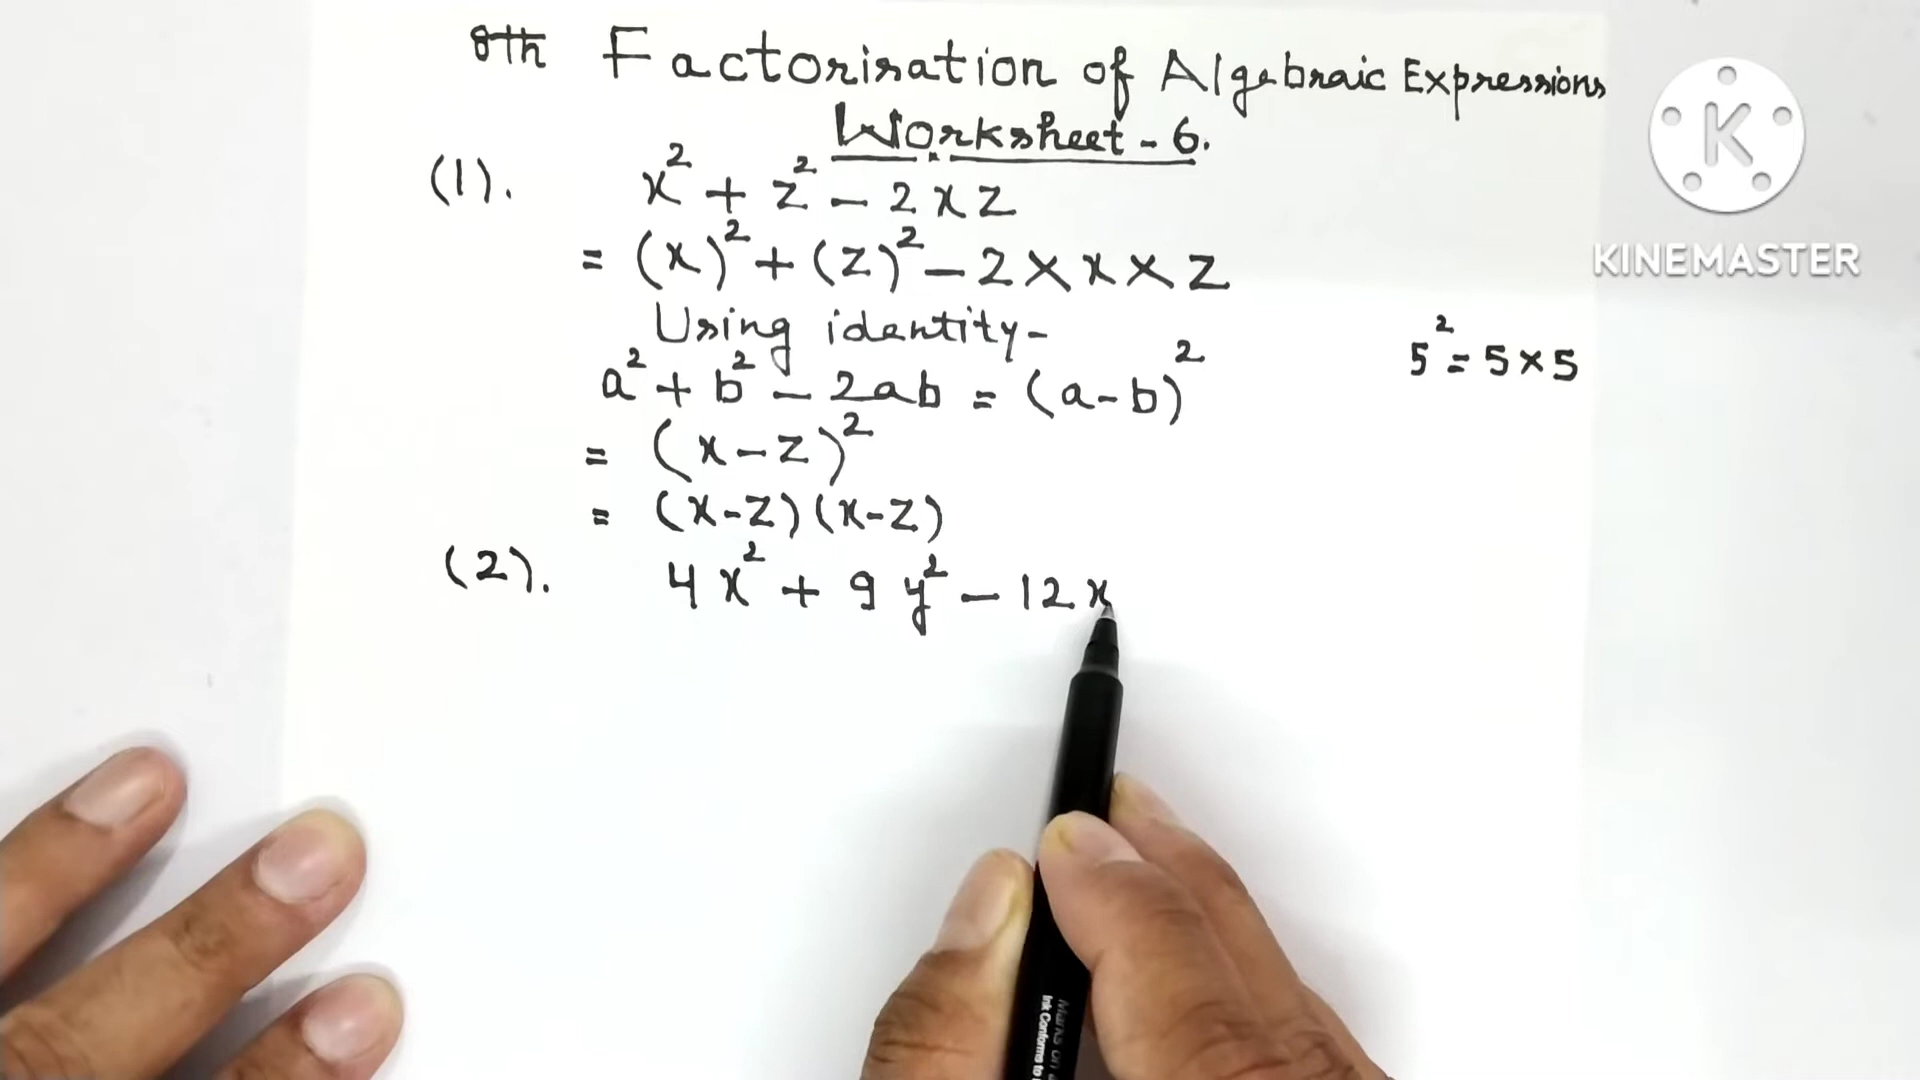 8th Factorisation of Algebraic Expressions
Worksheet - 6.
(1). x² + z² - 2xz
= (x)² + (z)² - 2 × x × z
Using identity-
a² + b² - 2ab = (a-b)²
5² = 5×5
= (x-z)²
= (x-z)(x-z)
(2). 4x² + 9y² - 12x
K
KINEMASTER